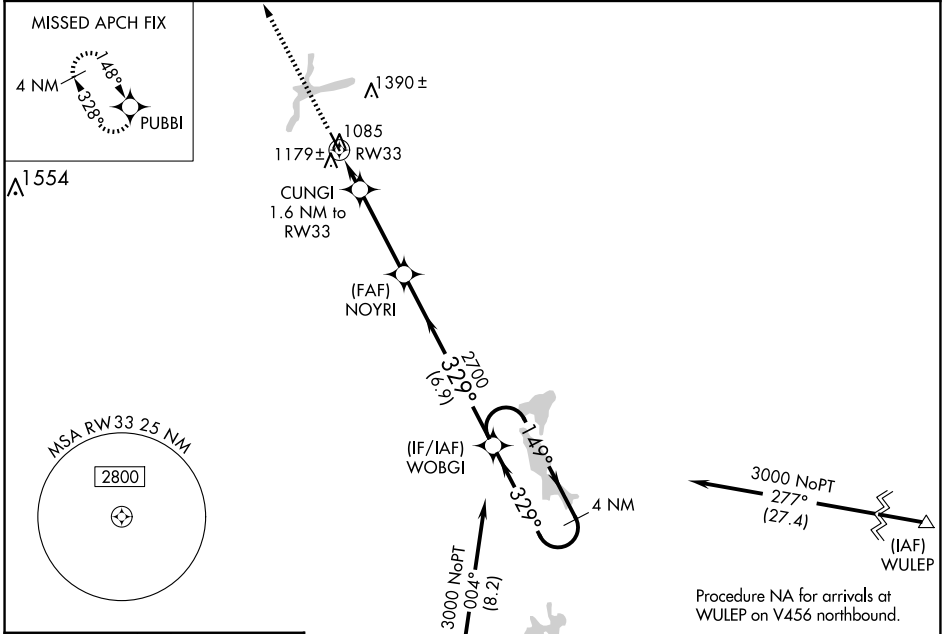 MISSED APCH FIX
4 NM
148°
328°
PUBBI
1554
1390 ±
1085
1179 ±
RW33
CUNGI
1.6 NM to
RW33
(FAF)
NOYRI
2700
329°
(6.9)
(IF/IAF)
WOBGI
149°
329°
4 NM
MSA RW33 25 NM
2800
3000 NoPT
004°
(8.2)
3000 NoPT
277°
(27.4)
(IAF)
WULEP
Procedure NA for arrivals at
WULEP on V456 northbound.